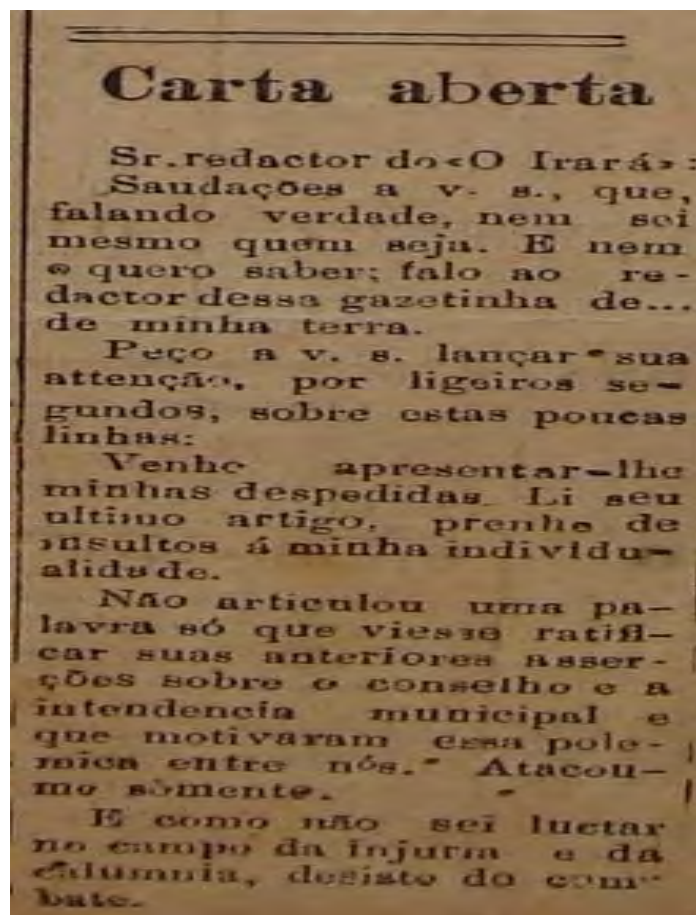 Carta aberta
Sr. redactor do «O Irará»:
Saudações a v. s., que,
falando verdade, nem sei
mesmo quem seja. E nem
o quero saber; falo ao re-
dactor dessa gazetinha de...
de minha terra.
Peço a v. s. lançar sua
attenção, por ligeiros se-
gundos, sobre estas poucas
linhas:
Venho apresentar-lhe
minhas despedidas. Li seu
ultimo artigo, prenhe de
insultos á minha individu-
alidade.
Não articulou uma pa-
lavra só que viesse ratifi-
car suas anteriores asser-
ções sobre o conselho e a
intendencia municipal e
que motivaram essa pole-
mica entre nós. Atacou-
me sòmente.
E como não sei luctar
no campo da injuria e da
calumnia, desisto do com-
bate.